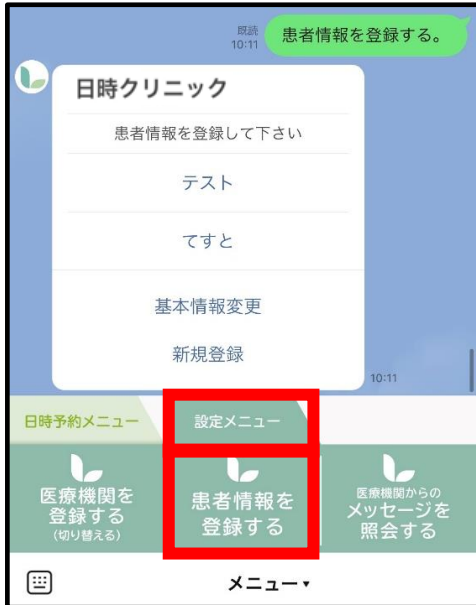 既読
10:11
患者情報を登録する。
日時クリニック
患者情報を登録して下さい
テスト
てすと
基本情報変更
新規登録
10:11
日時予約メニュー
設定メニュー
医療機関を
登録する
(切り替える)
患者情報を
登録する
医療機関からの
メッセージを
照会する
メニュー▾